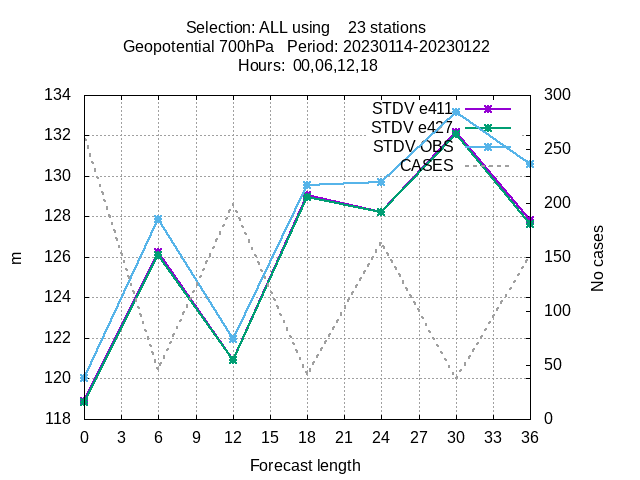 Selection: ALL using 23 stations
Geopotential 700hPa Period: 20230114-20230122
Hours: 00,06,12,18
STDV e411
STDV e427
STDV OBS
CASES
134
132
130
128
126
124
122
120
118
300
250
200
150
100
50
0
m
No cases
0 3 6 9 12 15 18 21 24 27 30 33 36
Forecast length